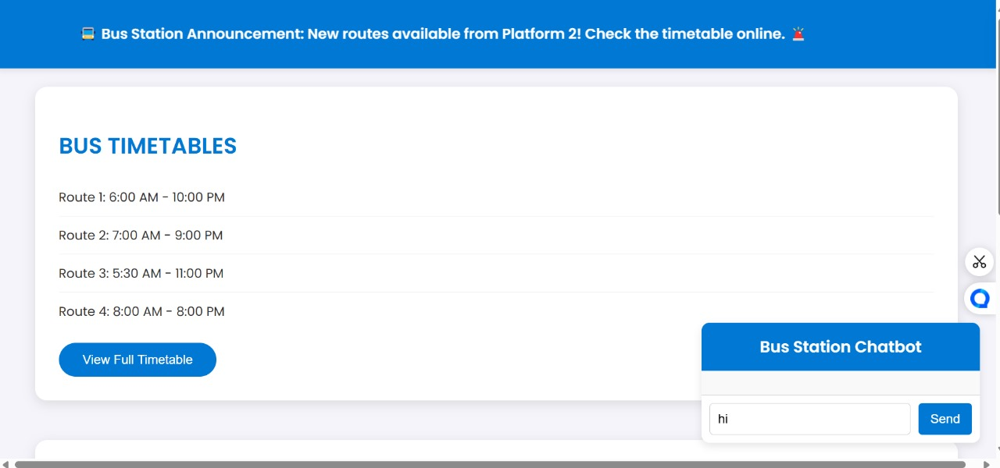 🚍 Bus Station Announcement: New routes available from Platform 2! Check the timetable online. 🚨
BUS TIMETABLES
Route 1: 6:00 AM - 10:00 PM
Route 2: 7:00 AM - 9:00 PM
Route 3: 5:30 AM - 11:00 PM
Route 4: 8:00 AM - 8:00 PM
View Full Timetable
Bus Station Chatbot
hi
Send